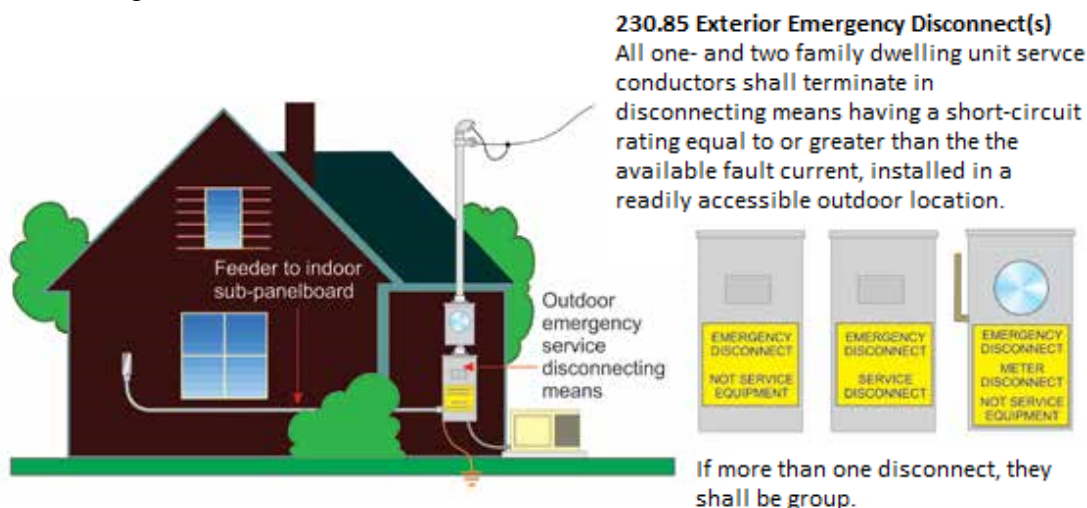 230.85 Exterior Emergency Disconnect(s)
All one- and two family dwelling unit servce
conductors shall terminate in
disconnecting means having a short-circuit
rating equal to or greater than the the
available fault current, installed in a
readily accessible outdoor location.
Feeder to indoor
sub-panelboard
Outdoor
emergency
service
disconnecting
means
EMERGENCY
DISCONNECT
NOT SERVICE
EQUIPMENT
EMERGENCY
DISCONNECT
SERVICE
DISCONNECT
EMERGENCY
DISCONNECT
METER
DISCONNECT
NOT SERVICE
EQUIPMENT
If more than one disconnect, they
shall be group.